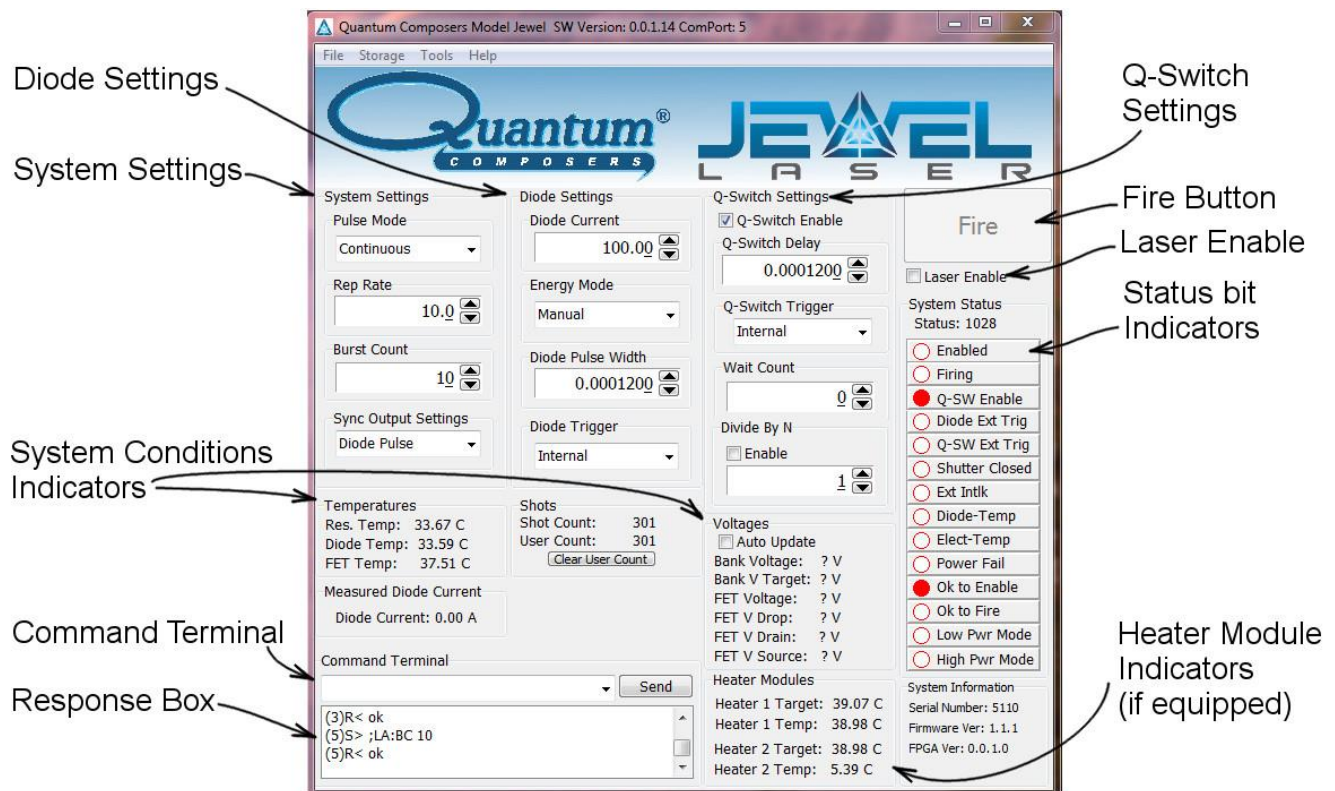 Quantum Composers Model Jewel SW Version: 0.0.1.14 ComPort: 5
File Storage Tools Help
Quantum®
COMPOSERS
JEWEL
LASER
Diode Settings
System Settings
Q-Switch
Settings
Fire Button
Laser Enable
Status bit
Indicators
System Conditions
Indicators
Command Terminal
Response Box
Heater Module
Indicators
(if equipped)
System Settings
Pulse Mode
Continuous
Rep Rate
10.0
Burst Count
10
Sync Output Settings
Diode Pulse
Diode Settings
Diode Current
100.00
Energy Mode
Manual
Diode Pulse Width
0.0001200
Diode Trigger
Internal
Q-Switch Settings
Q-Switch Enable
Q-Switch Delay
0.0001200
Q-Switch Trigger
Internal
Wait Count
0
Divide By N
Enable
1
Fire
Laser Enable
System Status
Status: 1028
Enabled
Firing
Q-SW Enable
Diode Ext Trig
Q-SW Ext Trig
Shutter Closed
Ext Intlk
Diode-Temp
Elect-Temp
Power Fail
Ok to Enable
Ok to Fire
Low Pwr Mode
High Pwr Mode
Temperatures
Res. Temp: 33.67 C
Diode Temp: 33.59 C
FET Temp: 37.51 C
Shots
Shot Count: 301
User Count: 301
Clear User Count
Measured Diode Current
Diode Current: 0.00 A
Voltages
Auto Update
Bank Voltage: ? V
Bank V Target: ? V
FET Voltage: ? V
FET V Drop: ? V
FET V Drain: ? V
FET V Source: ? V
Command Terminal
Send
(3)R< ok
(5)S> ;LA:BC 10
(5)R< ok
Heater Modules
Heater 1 Target: 39.07 C
Heater 1 Temp: 38.98 C
Heater 2 Target: 38.98 C
Heater 2 Temp: 5.39 C
System Information
Serial Number: 5110
Firmware Ver: 1.1.1
FPGA Ver: 0.0.1.0